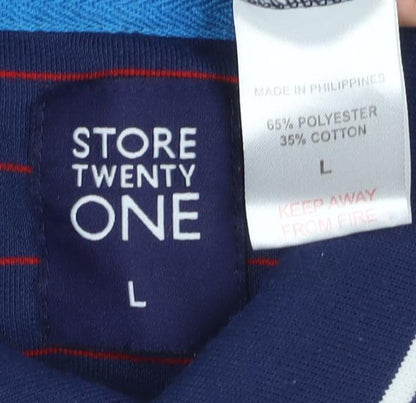 STORE
TWENTY
ONE
L
MADE IN PHILIPPINES
65% POLYESTER
35% COTTON
L
KEEP AWAY
FROM FIRE